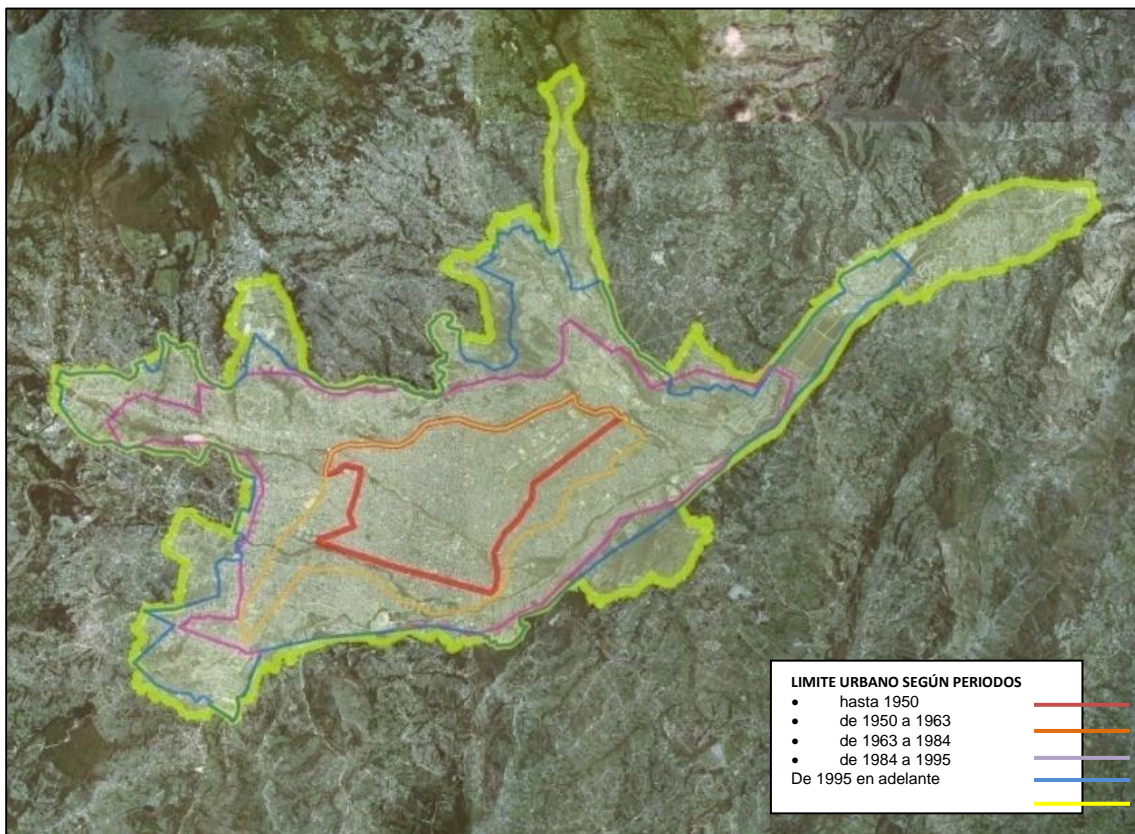 LIMITE URBANO SEGÚN PERIODOS
• hasta 1950
• de 1950 a 1963
• de 1963 a 1984
• de 1984 a 1995
De 1995 en adelante